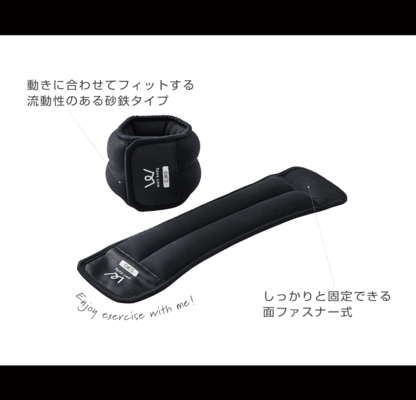 動きに合わせてフィットする
流動性のある砂鉄タイプ
しっかりと固定できる
面ファスナー式
Enjoy exercise with me!